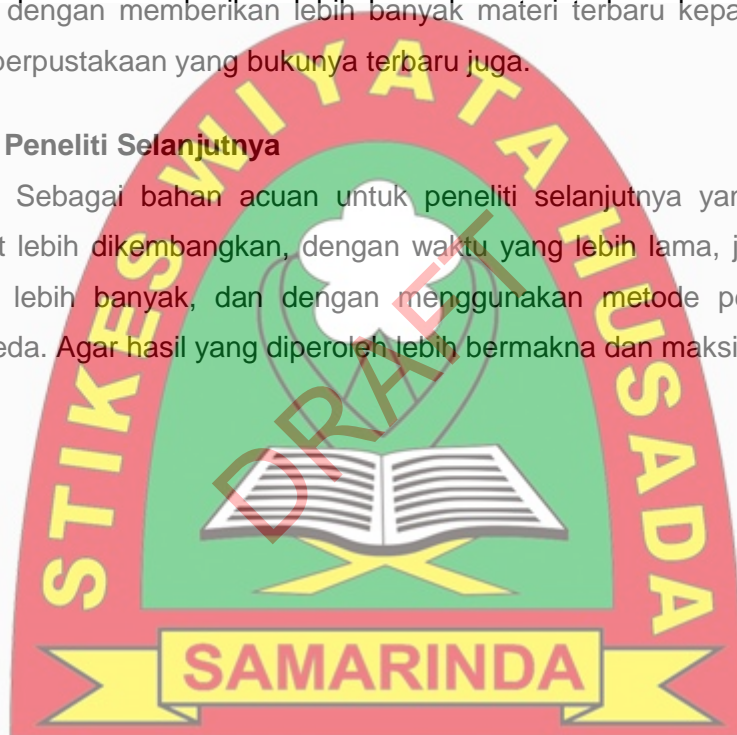 dengan memberikan lebih banyak materi terbaru kepa
perpustakaan yang bukunya terbaru juga.
Peneliti Selanjutnya
Sebagai bahan acuan untuk peneliti selanjutnya yan
t lebih dikembangkan, dengan waktu yang lebih lama, j
lebih banyak, dan dengan menggunakan metode pe
eda. Agar hasil yang diperoleh lebih bermakna dan maksi
STIKES WIYATA HUSADA
DRAFT
SAMARINDA